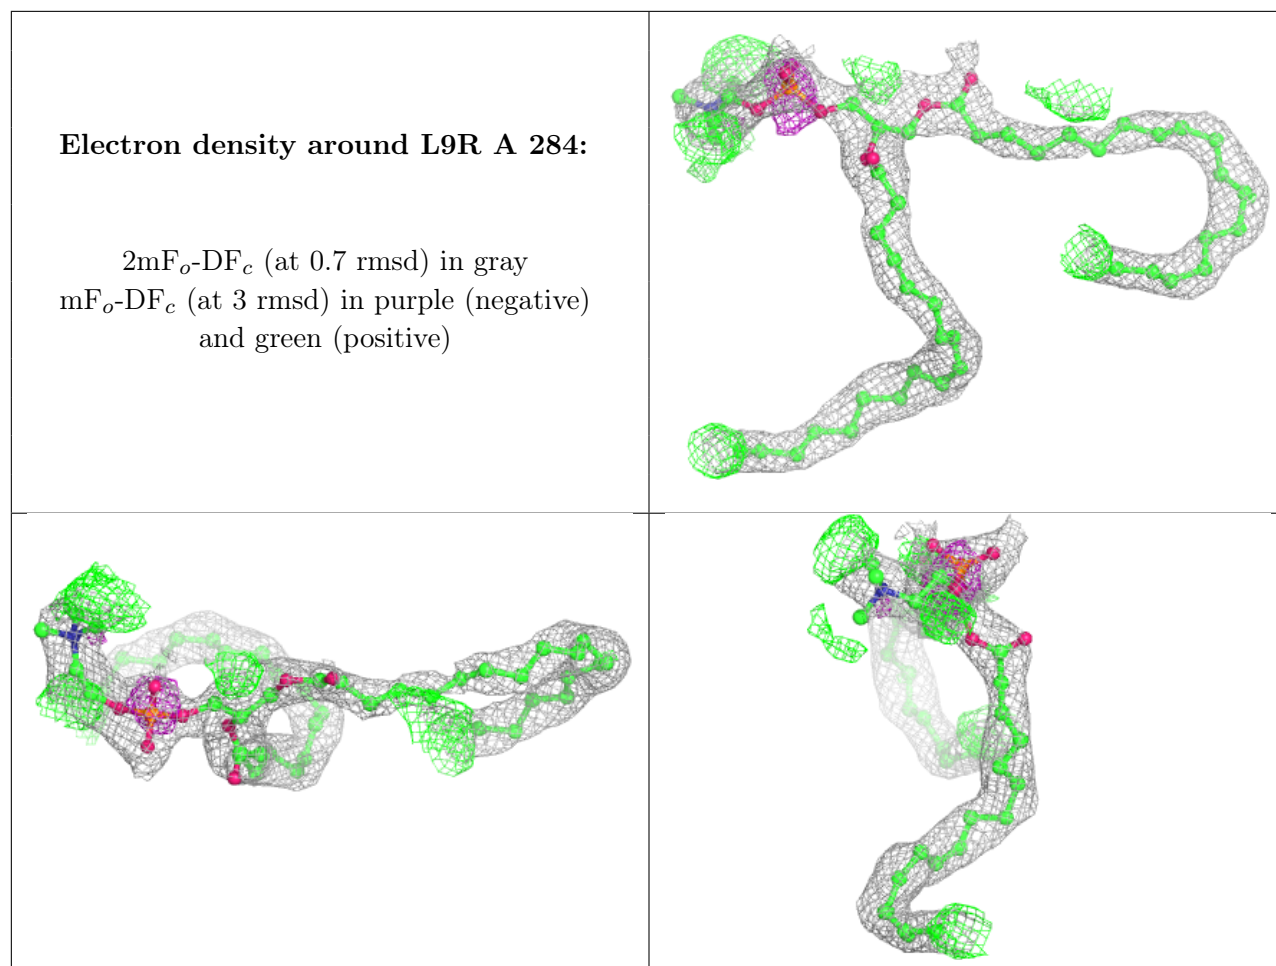 Electron density around L9R A 284:
2mFo-DFc (at 0.7 rmsd) in gray
mFo-DFc (at 3 rmsd) in purple (negative)
and green (positive)